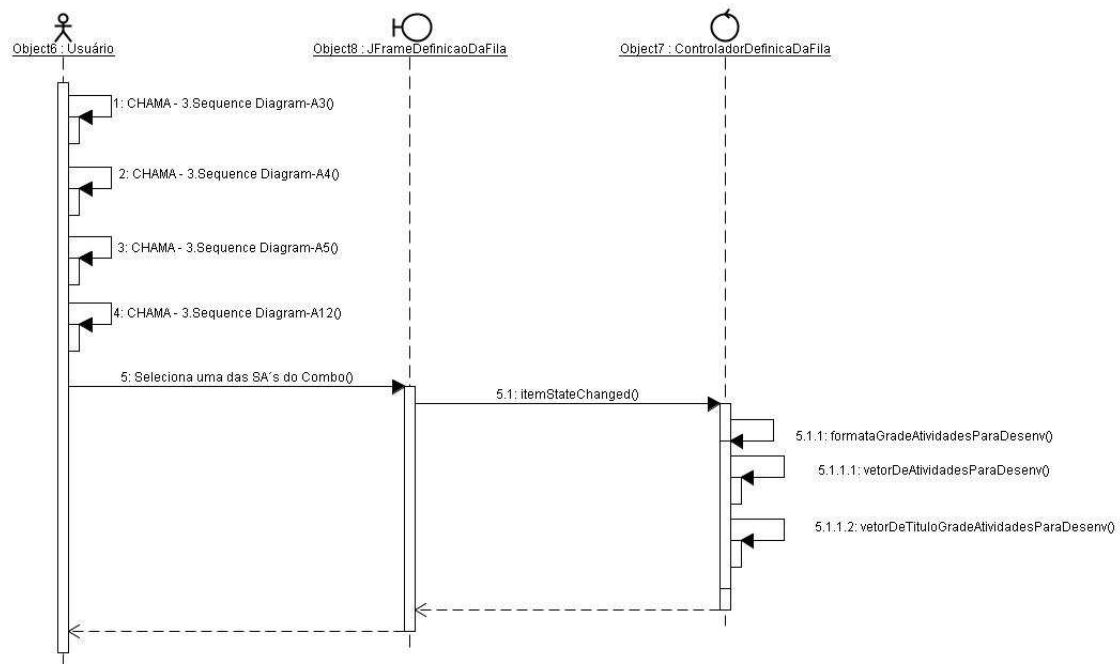 Object6 : Usuário
Object8 : JFrameDefinicaoDaFila
Object7 : ControladorDefinicaDaFila
1: CHAMA - 3.Sequence Diagram-A3()
2: CHAMA - 3.Sequence Diagram-A4()
3: CHAMA - 3.Sequence Diagram-A5()
4: CHAMA - 3.Sequence Diagram-A12()
5: Seleciona uma das SA´s do Combo()
5.1: itemStateChanged()
5.1.1: formataGradeAtividadesParaDesenv()
5.1.1.1: vetorDeAtividadesParaDesenv()
5.1.1.2: vetorDeTituloGradeAtividadesParaDesenv()